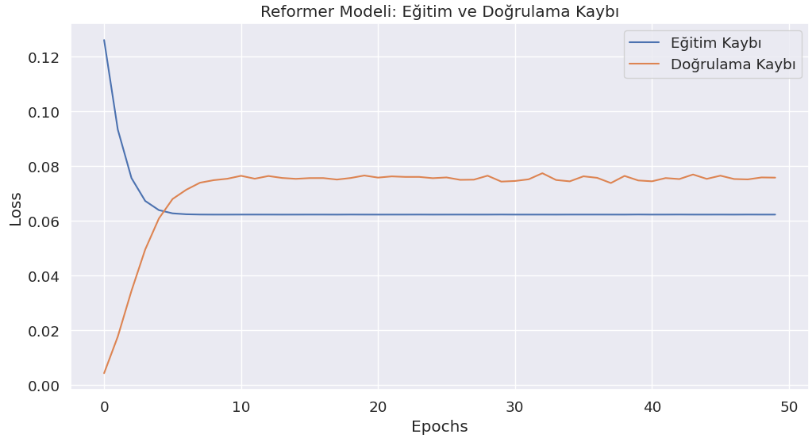 Reformer Modeli: Eğitim ve Doğrulama Kaybı
Eğitim Kaybı
Doğrulama Kaybı
Loss
0.12
0.10
0.08
0.06
0.04
0.02
0.00
0 10 20 30 40 50
Epochs